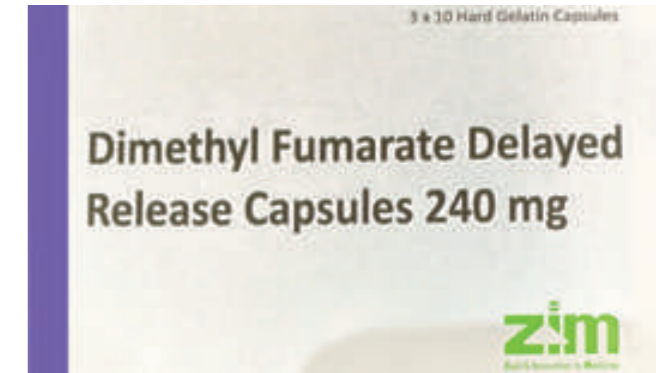 3 x 10 Hard Gelatin Capsules
Dimethyl Fumarate Delayed
Release Capsules 240 mg
zim